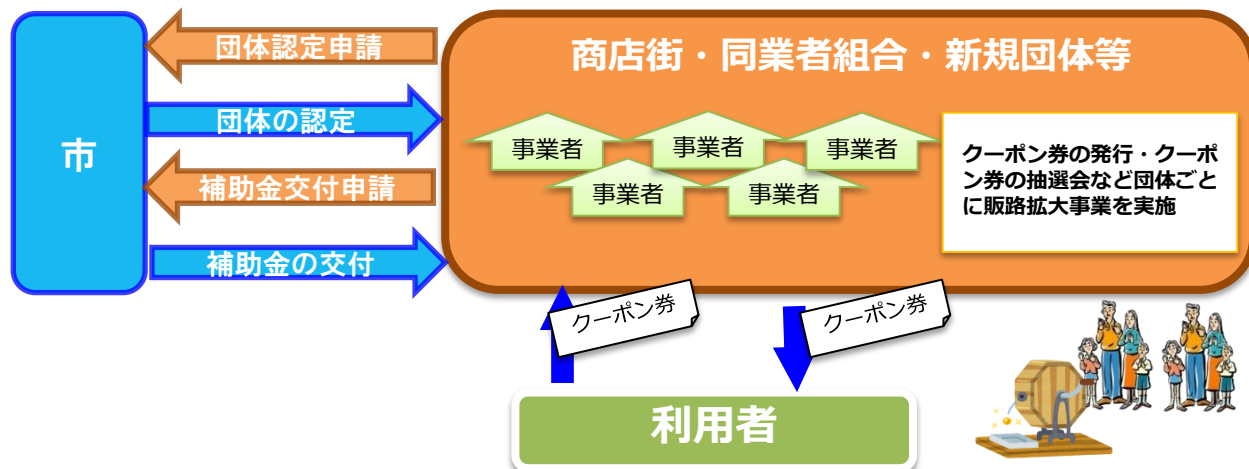 団体認定申請
団体の認定
市
補助金交付申請
補助金の交付
商店街・同業者組合・新規団体等
事業者
事業者
事業者
事業者
事業者
クーポン券の発行・クーポ
ン券の抽選会など団体ごと
に販路拡大事業を実施
クーポン券
クーポン券
利用者